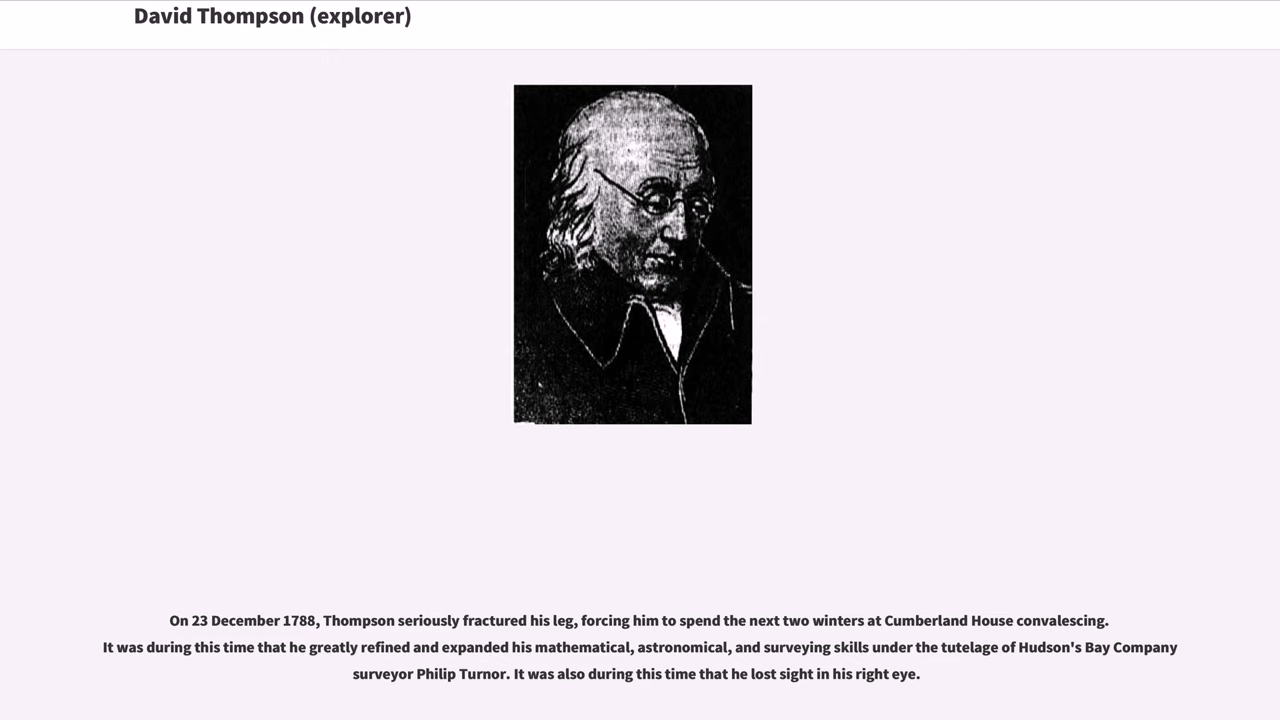 David Thompson (explorer)
On 23 December 1788, Thompson seriously fractured his leg, forcing him to spend the next two winters at Cumberland House convalescing.
It was during this time that he greatly refined and expanded his mathematical, astronomical, and surveying skills under the tutelage of Hudson's Bay Company
surveyor Philip Turnor. It was also during this time that he lost sight in his right eye.